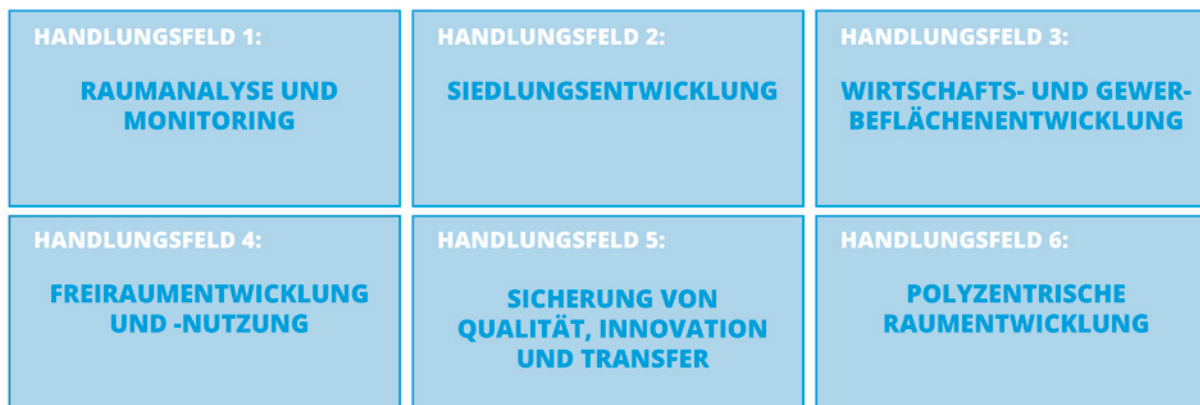 HANDLUNGSFELD 1:
RAUMANALYSE UND
MONITORING
HANDLUNGSFELD 2:
SIEDLUNGSENTWICKLUNG
HANDLUNGSFELD 3:
WIRTSCHAFTS- UND GEWER-
BEFLÄCHENENTWICKLUNG
HANDLUNGSFELD 4:
FREIRAUMENTWICKLUNG
UND -NUTZUNG
HANDLUNGSFELD 5:
SICHERUNG VON
QUALITÄT, INNOVATION
UND TRANSFER
HANDLUNGSFELD 6:
POLYZENTRISCHE
RAUMENTWICKLUNG